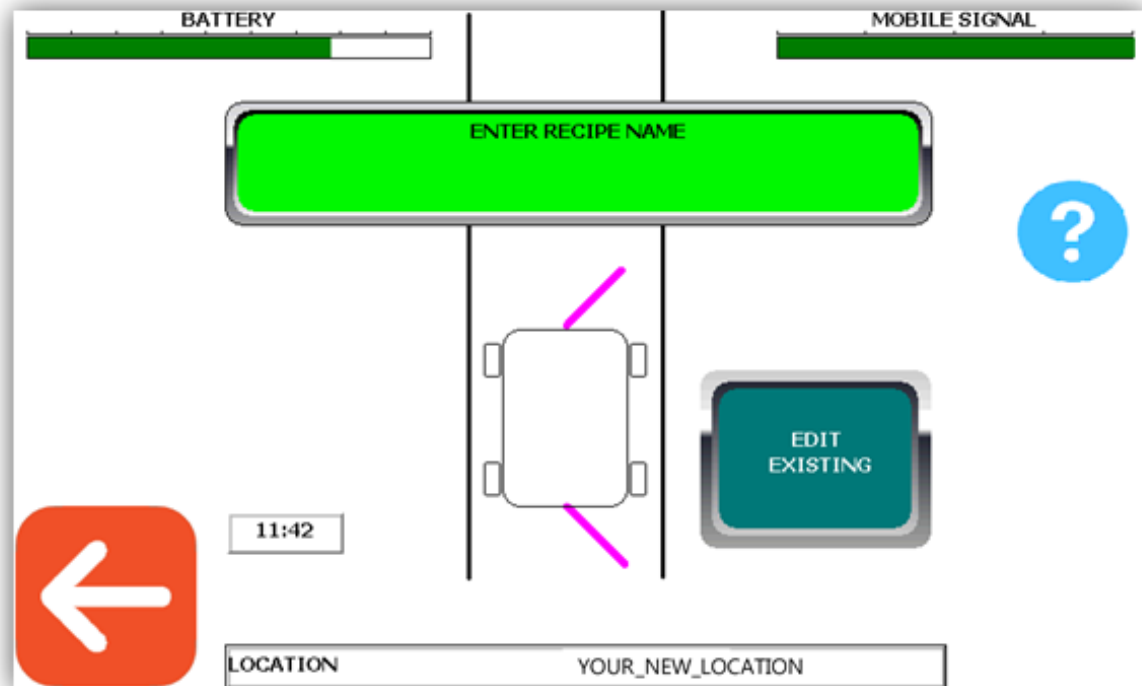 BATTERY
MOBILE SIGNAL
ENTER RECIPE NAME
?
EDIT
EXISTING
11:42
LOCATION YOUR_NEW_LOCATION